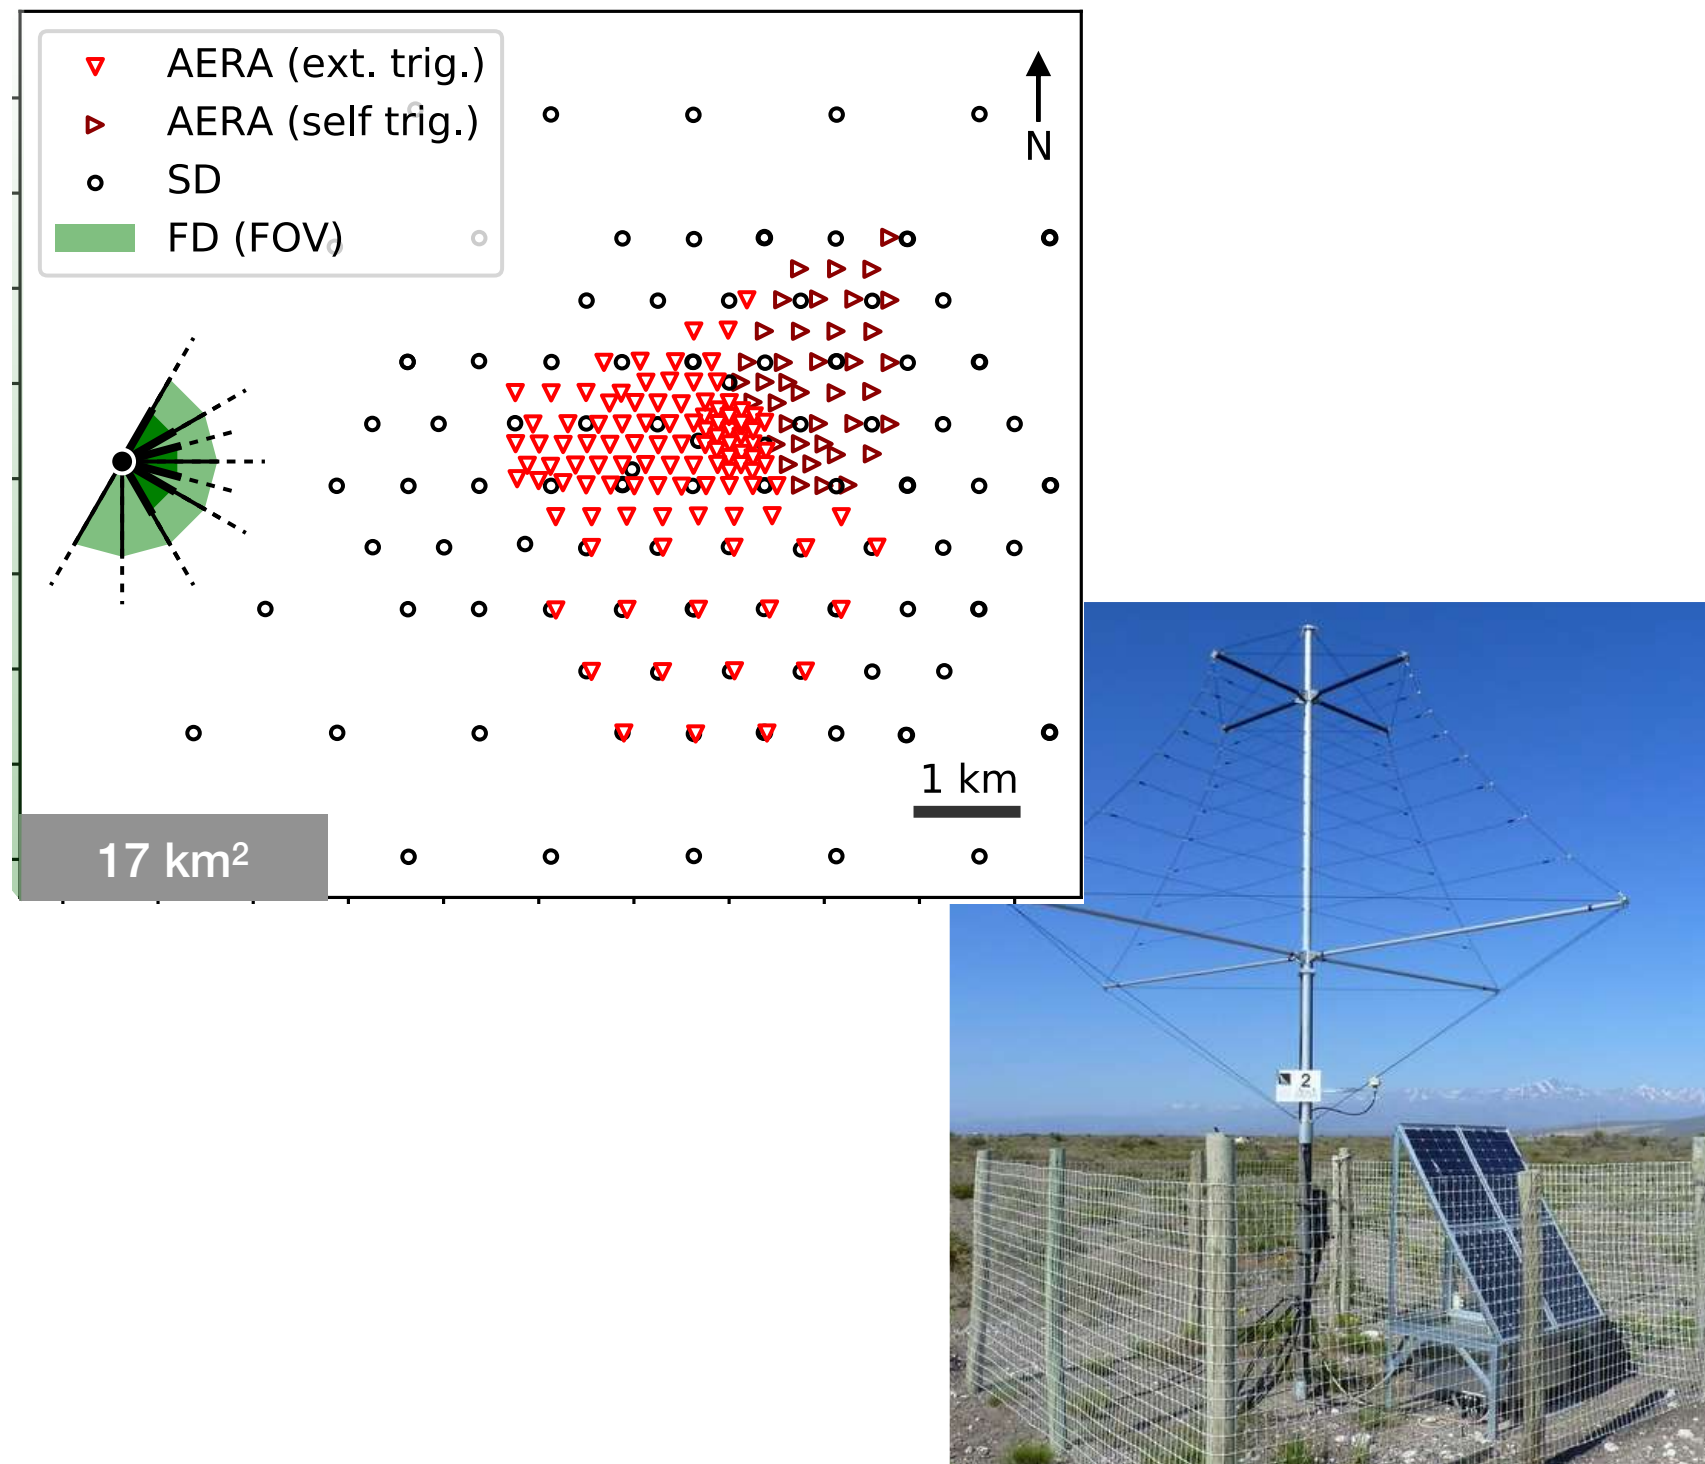 AERA (ext. trig.)
AERA (self trig.)
SD
FD (FOV)
N
1 km
17 km²
2